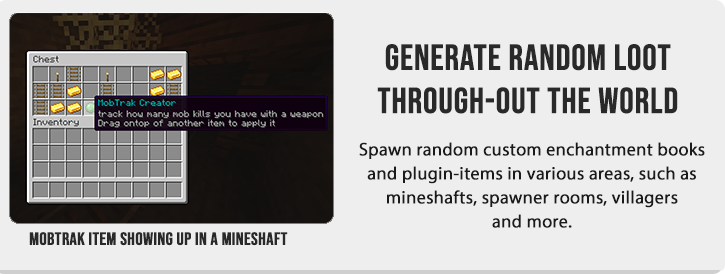 Chest
MobTrak Creator
track how many mob kills you have with a weapon
Drag ontop of another item to apply it
Inventory
MOBTRAK ITEM SHOWING UP IN A MINESHAFT
GENERATE RANDOM LOOT
THROUGH-OUT THE WORLD
Spawn random custom enchantment books
and plugin-items in various areas, such as
mineshafts, spawner rooms, villagers
and more.